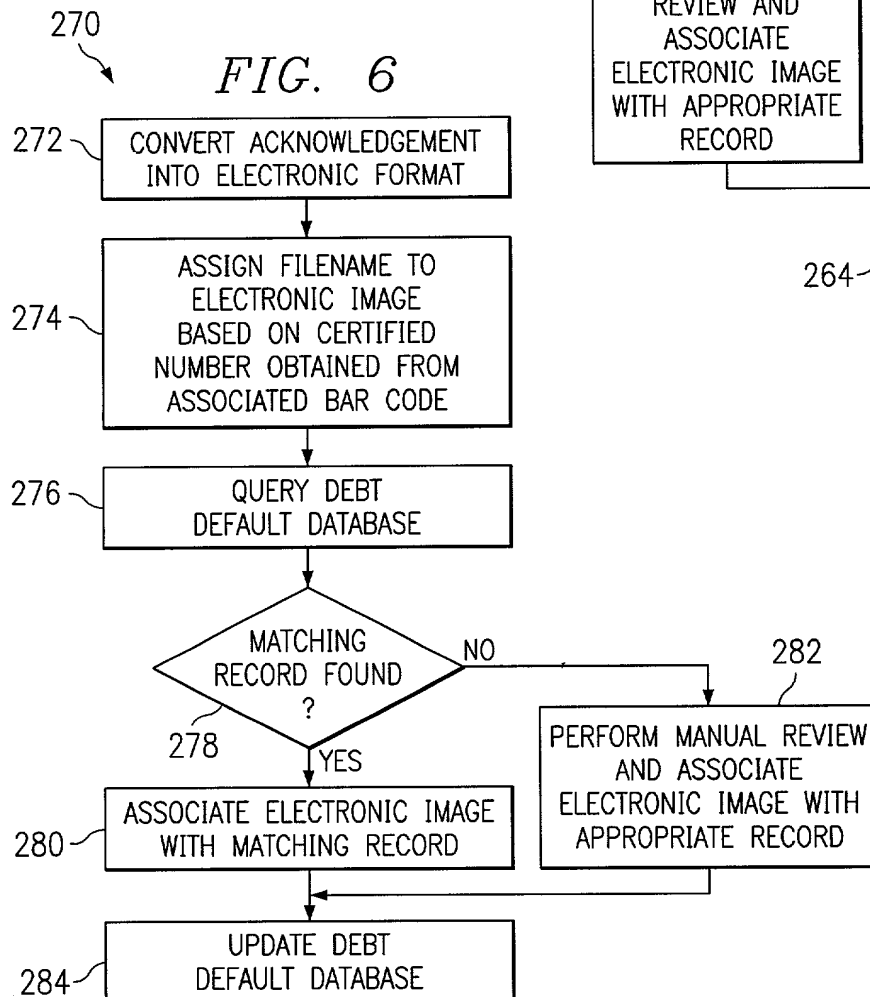 270
FIG. 6
272
CONVERT ACKNOWLEDGEMENT
INTO ELECTRONIC FORMAT
274
ASSIGN FILENAME TO
ELECTRONIC IMAGE
BASED ON CERTIFIED
NUMBER OBTAINED FROM
ASSOCIATED BAR CODE
276
QUERY DEBT
DEFAULT DATABASE
MATCHING
RECORD FOUND
?
278
NO
YES
280
ASSOCIATE ELECTRONIC IMAGE
WITH MATCHING RECORD
282
PERFORM MANUAL REVIEW
AND ASSOCIATE
ELECTRONIC IMAGE WITH
APPROPRIATE RECORD
284
UPDATE DEBT
DEFAULT DATABASE
REVIEW AND
ASSOCIATE
ELECTRONIC IMAGE
WITH APPROPRIATE
RECORD
264